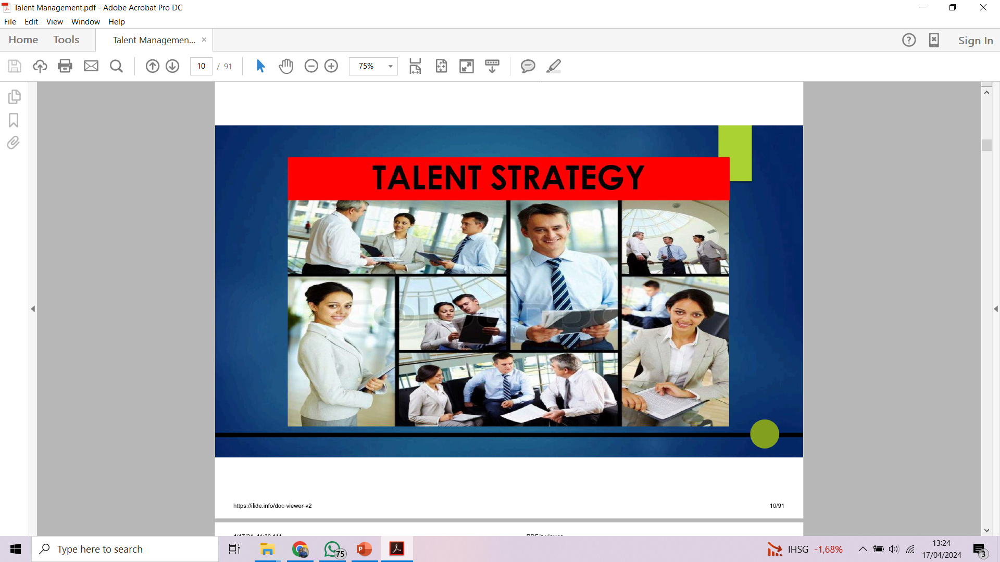 Talent Management.pdf - Adobe Acrobat Pro DC
File Edit View Window Help
Home Tools Talent Managemen... × Sign In
10 / 91 75%
TALENT STRATEGY
https://ilide.info/doc-viewer-v2 10/91
Type here to search
75
IHSG -1,68%
13:24
17/04/2024
3